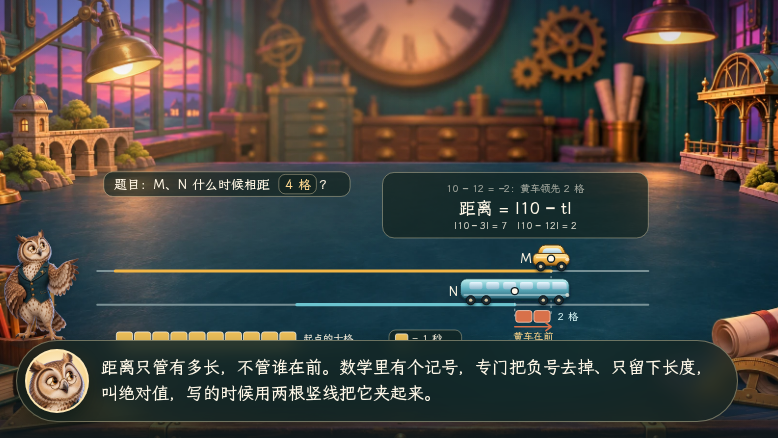 题目：M、N 什么时候相距 4 格 ？
10 − 12 = −2：黄车领先 2 格
距离 = |10 − t|
|10−3| = 7 |10−12| = 2
M
N
2 格
黄车在前
起点的十格
= 1 秒
距离只管有多长，不管谁在前。数学里有个记号，专门把负号去掉、只留下长度，
叫绝对值，写的时候用两根竖线把它夹起来。